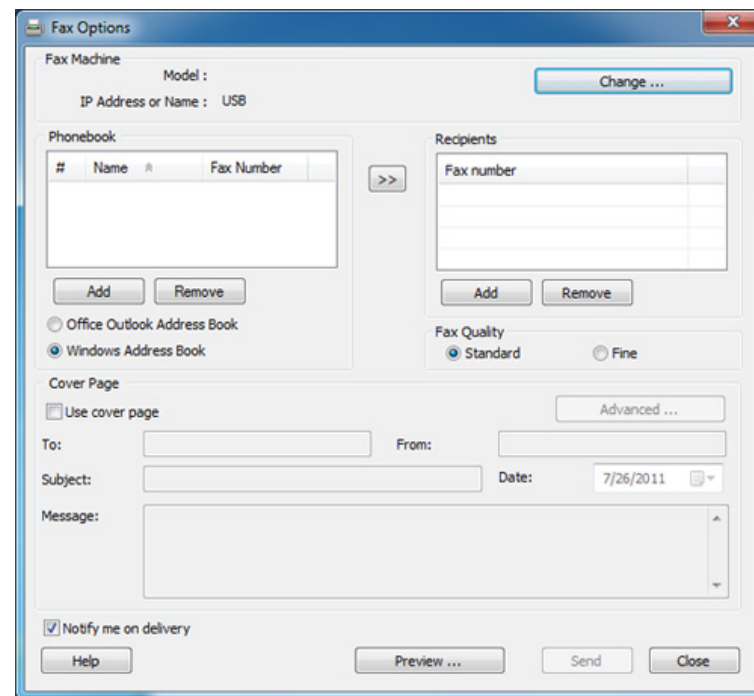 Fax Options
Fax Machine
Model :
Change ...
IP Address or Name : USB
Phonebook
# Name Fax Number
>>
Add Remove
Office Outlook Address Book
Windows Address Book
Recipients
Fax number
Add Remove
Fax Quality
Standard Fine
Cover Page
Use cover page
Advanced ...
To: From:
Subject: Date: 7/26/2011
Message:
Notify me on delivery
Help Preview ... Send Close